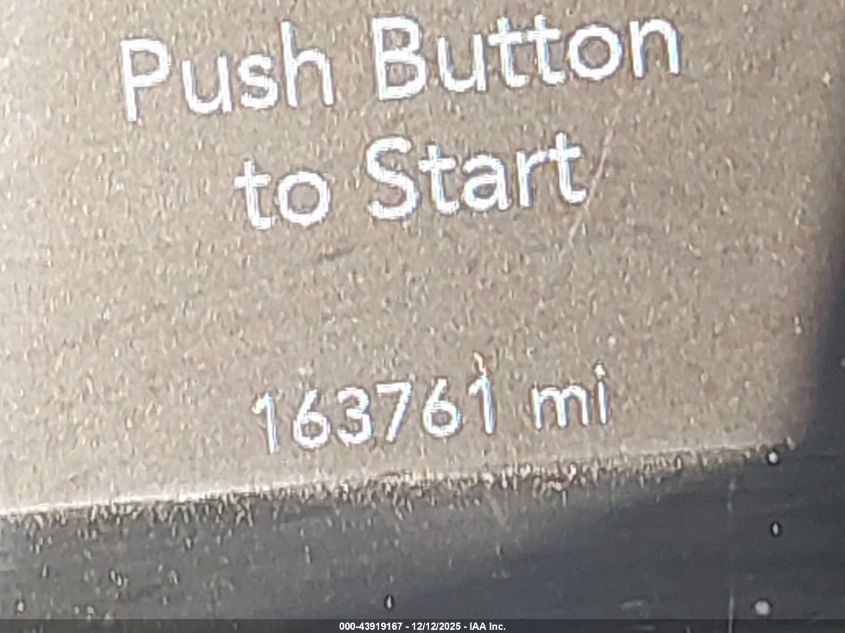 Push Button
to Start
163761 mi
000-43919167 - 12/12/2025 - IAA Inc.